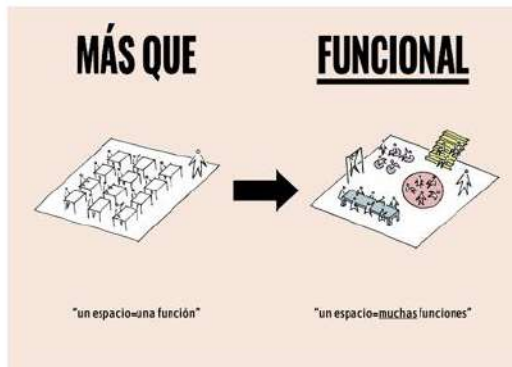 MÁS QUE
FUNCIONAL
"un espacio=una función"
"un espacio=muchas funciones"